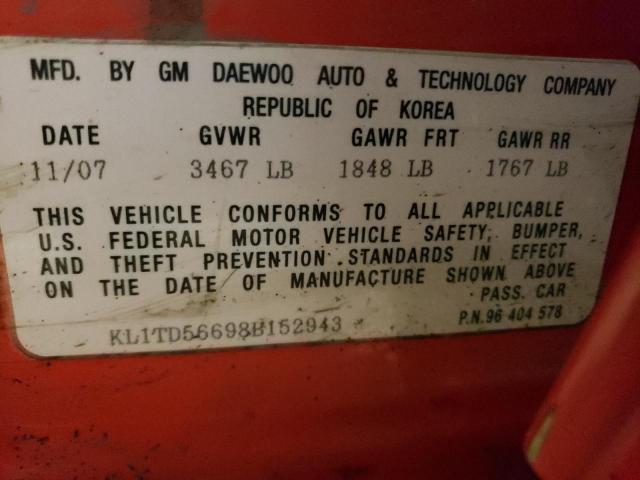 MFD. BY GM DAEWOO AUTO & TECHNOLOGY COMPANY
REPUBLIC OF KOREA
DATE GVWR GAWR FRT GAWR RR
11/07 3467 LB 1848 LB 1767 LB
THIS VEHICLE CONFORMS TO ALL APPLICABLE
U.S. FEDERAL MOTOR VEHICLE SAFETY, BUMPER,
AND THEFT PREVENTION STANDARDS IN EFFECT
ON THE DATE OF MANUFACTURE SHOWN ABOVE
PASS. CAR
KL1TD56698B152943 P.N. 96 404 578